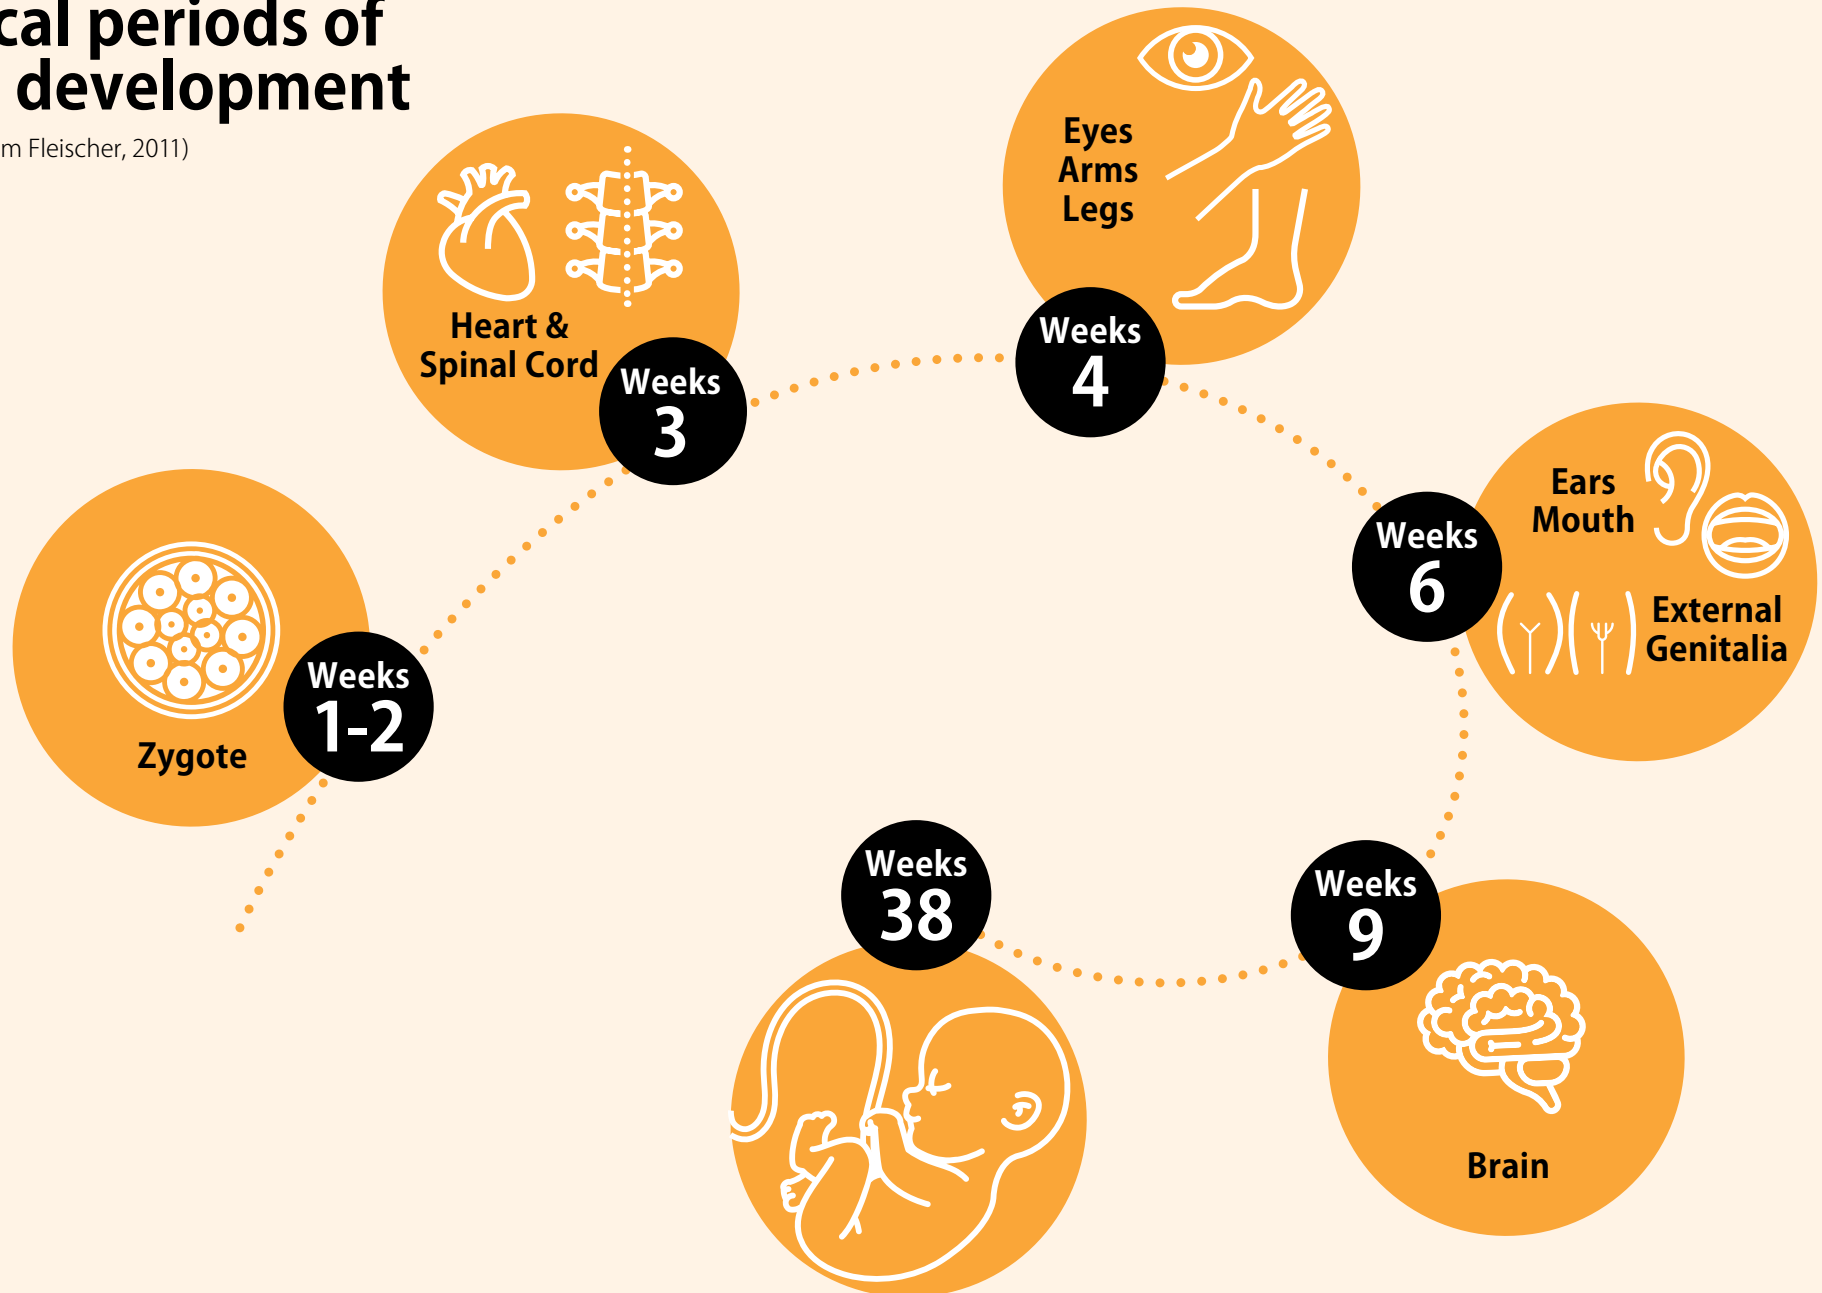 cal periods of
development
m Fleischer, 2011)
Zygote
Weeks
1-2
Heart &
Spinal Cord
Weeks
3
Eyes
Arms
Legs
Weeks
4
Ears
Mouth
External
Genitalia
Weeks
6
Brain
Weeks
9
Weeks
38